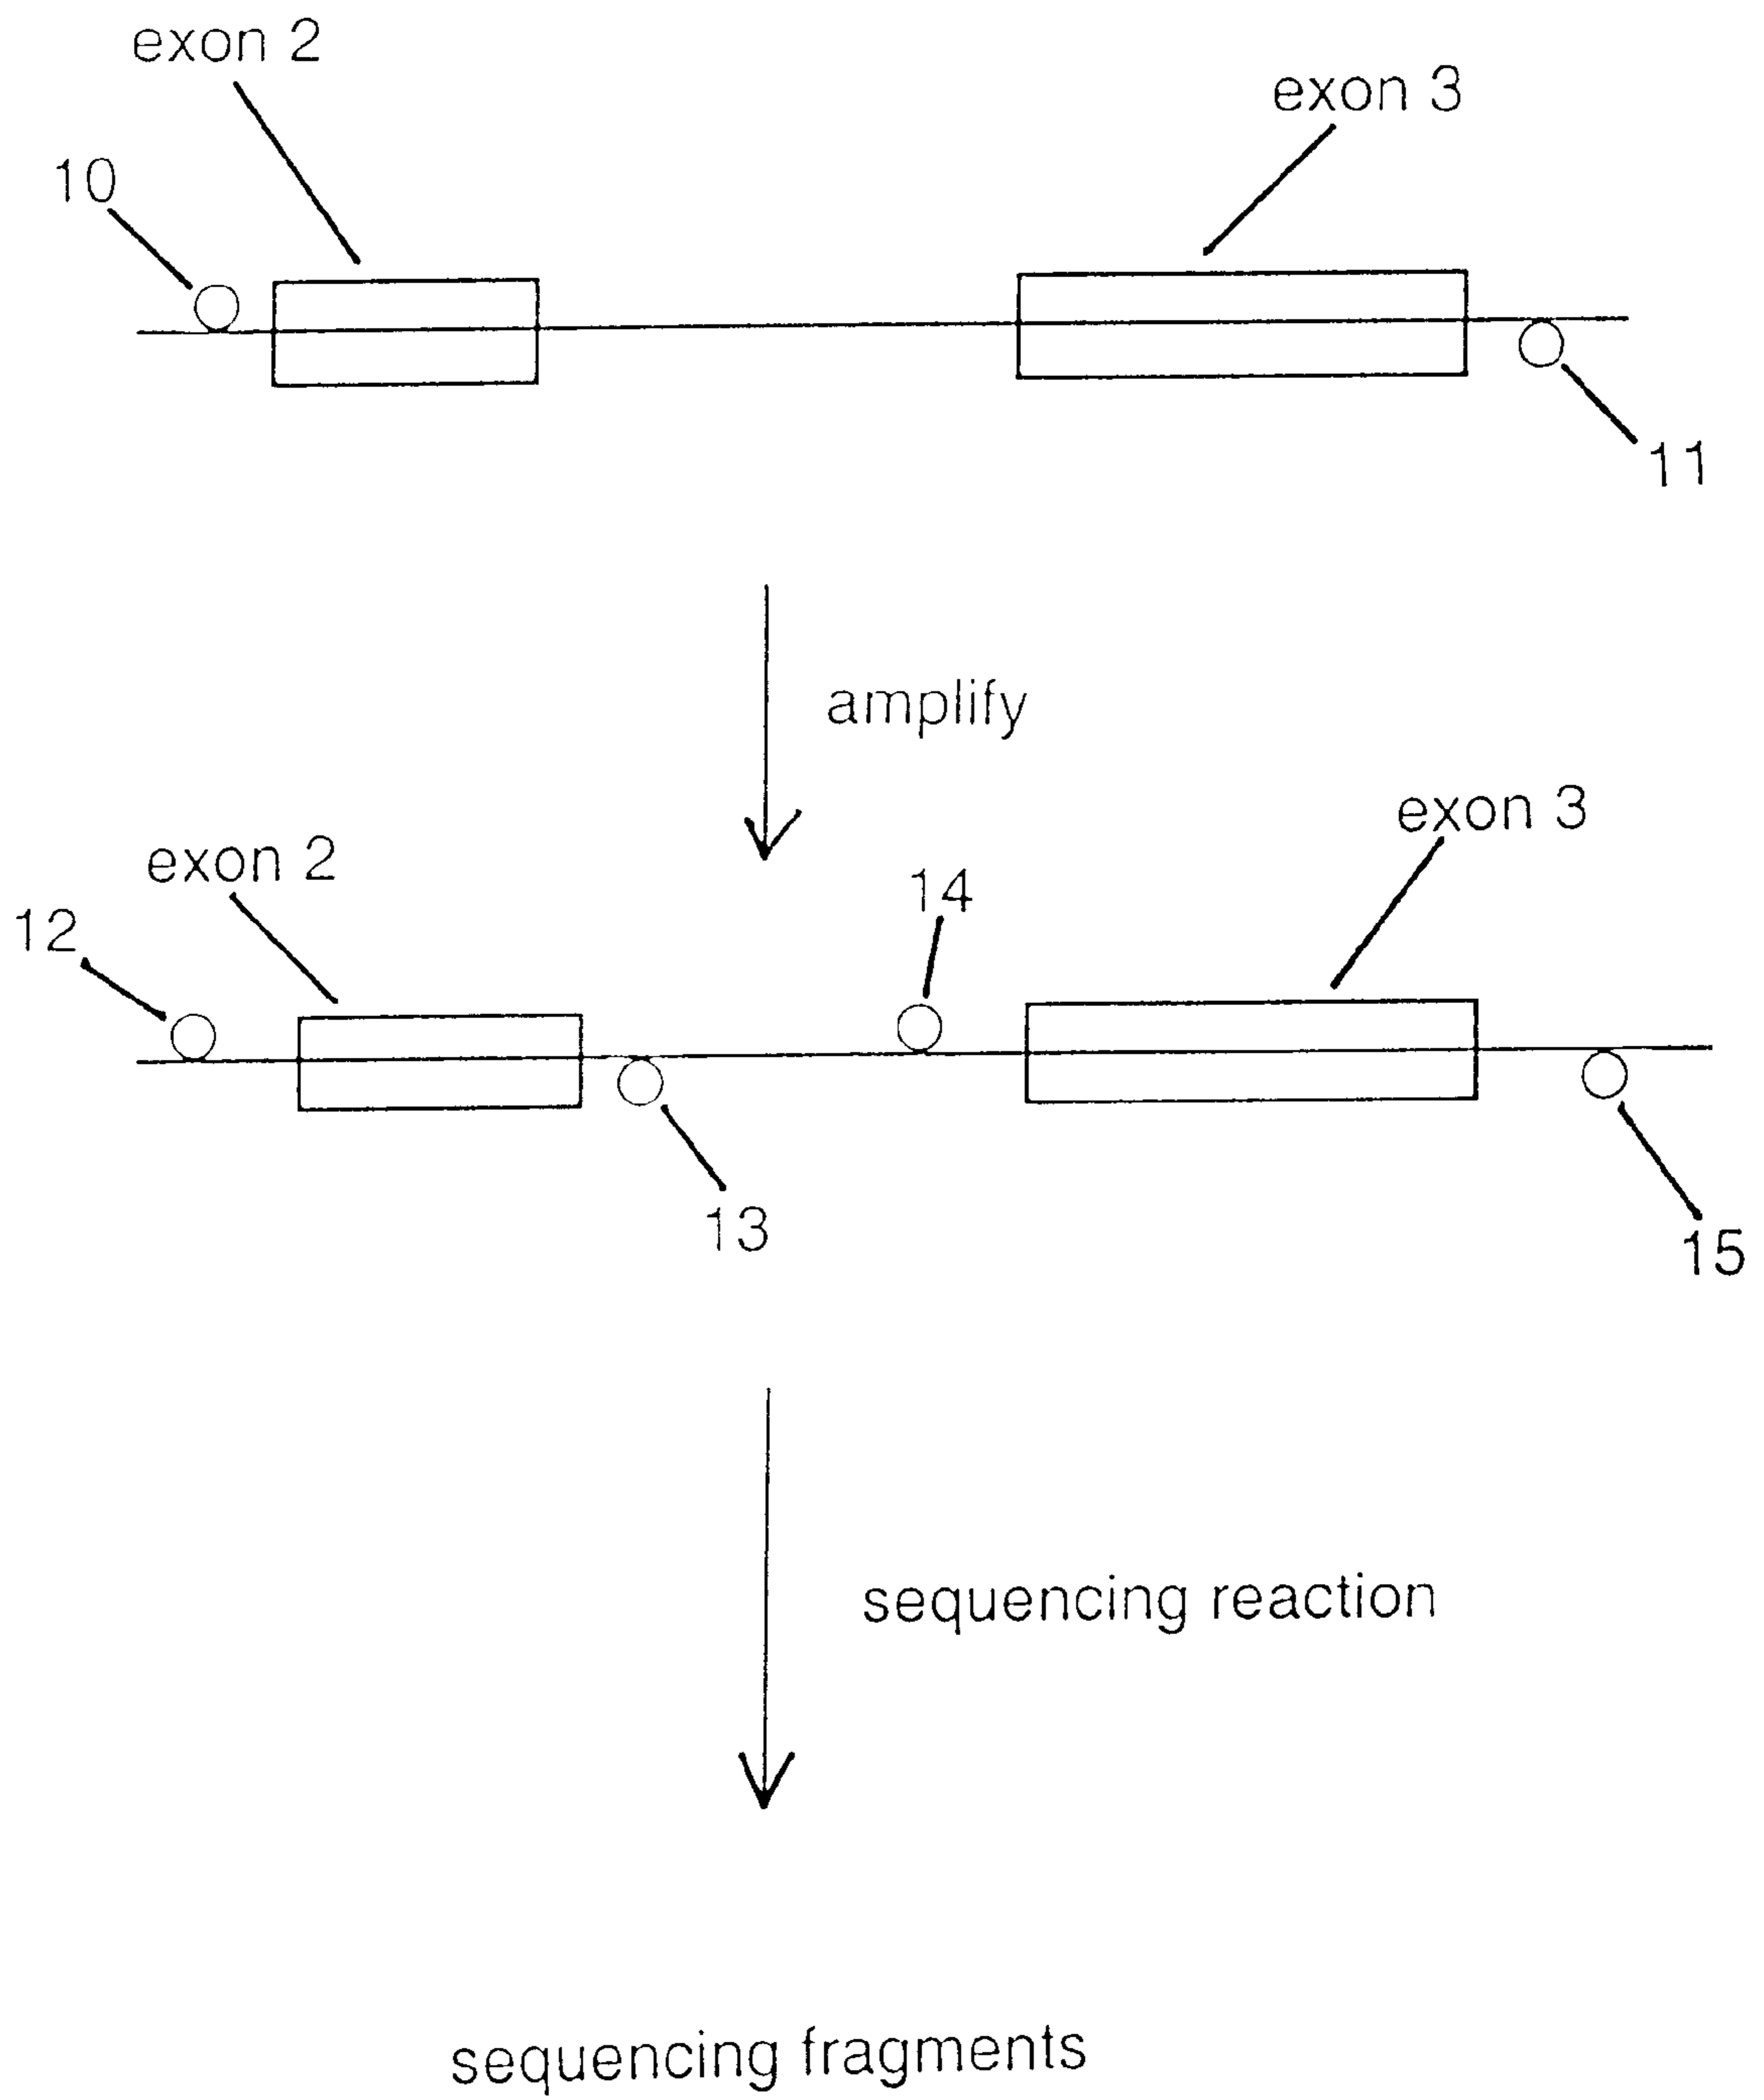 exon 2
exon 3
10
11
amplify
exon 3
exon 2
14
12
13
15
sequencing reaction
sequencing fragments